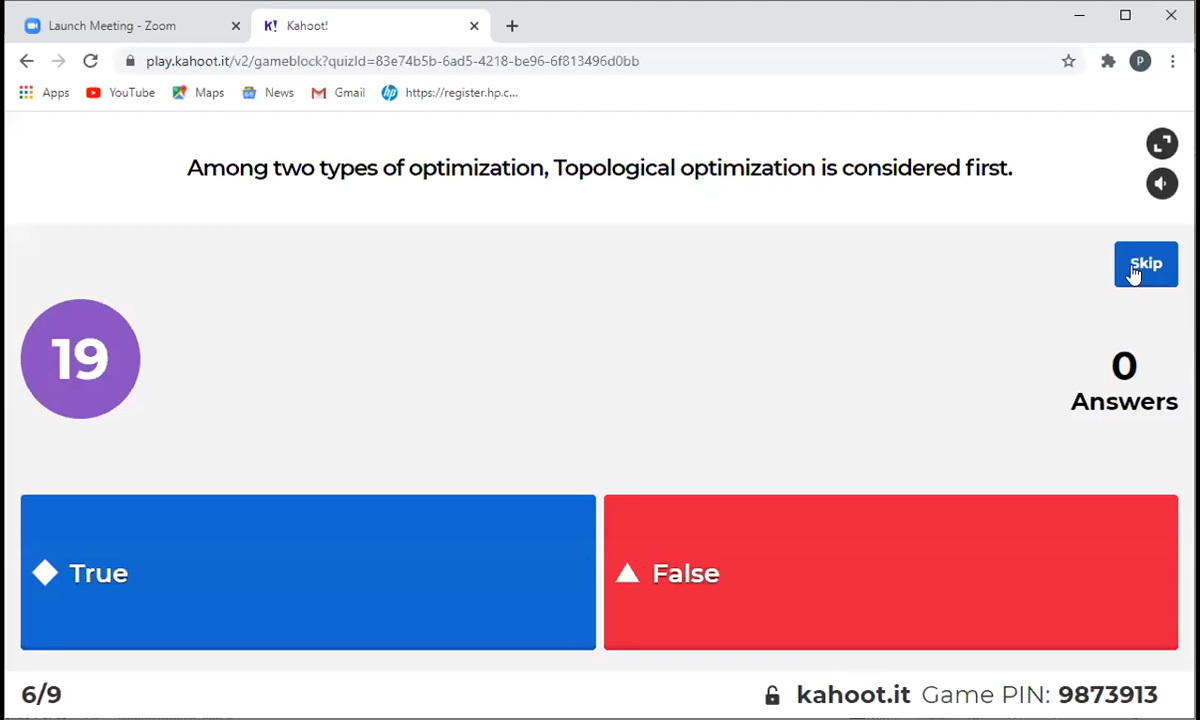 Launch Meeting - Zoom
K! Kahoot!
play.kahoot.it/v2/gameblock?quizId=83e74b5b-6ad5-4218-be96-6f813496d0bb
P
Apps YouTube Maps News Gmail https://register.hp.c...
Among two types of optimization, Topological optimization is considered first.
Skip
19
0
Answers
True
False
6/9
kahoot.it Game PIN: 9873913